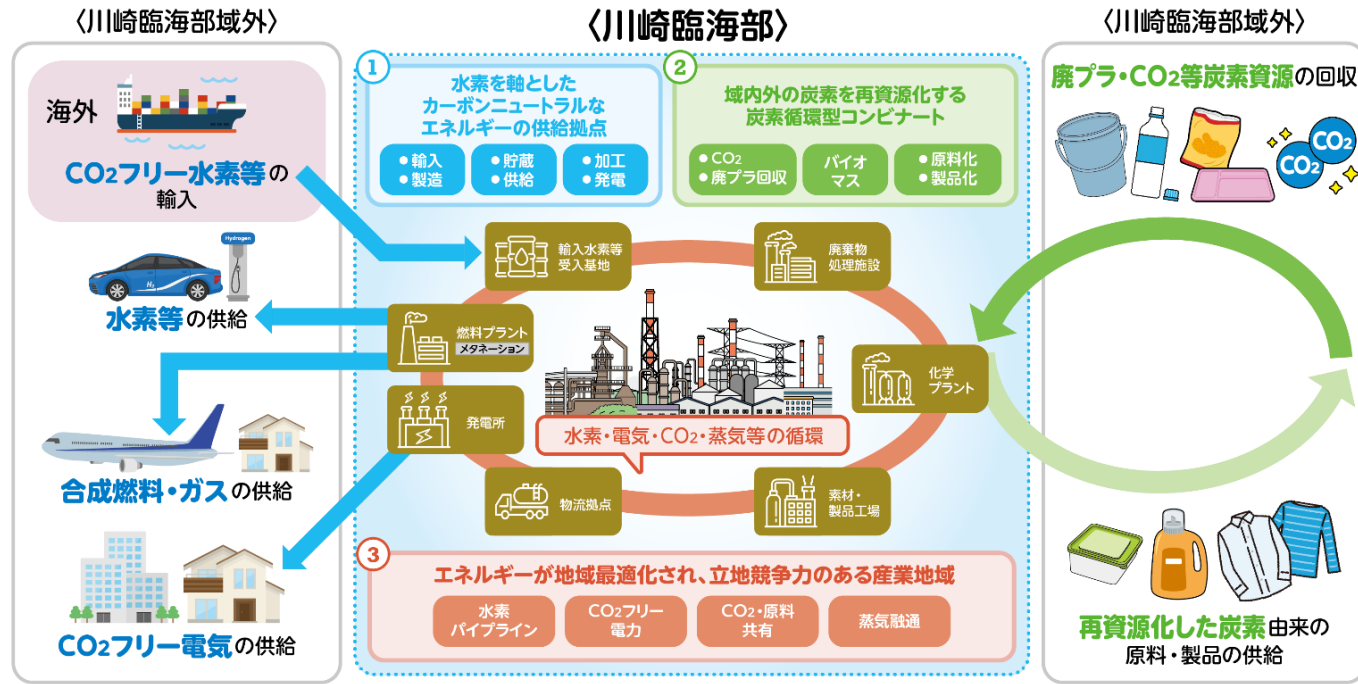 〈川崎臨海部域外〉
海外
CO2フリー水素等の
輸入
Hydrogen
H2
水素等の供給
合成燃料・ガスの供給
CO2フリー電気の供給
〈川崎臨海部〉
①
水素を軸とした
カーボンニュートラルな
エネルギーの供給拠点
●輸入
●製造
●貯蔵
●供給
●加工
●発電
②
域内外の炭素を再資源化する
炭素循環型コンビナート
●CO2
●廃プラ回収
バイオ
マス
●原料化
●製品化
輸入水素等
受入基地
廃棄物
処理施設
燃料プラント
メタネーション
化学
プラント
発電所
水素・電気・CO2・蒸気等の循環
物流拠点
素材・
製品工場
③
エネルギーが地域最適化され、立地競争力のある産業地域
水素
パイプライン
CO2フリー
電力
CO2・原料
共有
蒸気融通
〈川崎臨海部域外〉
廃プラ・CO2等炭素資源の回収
CO2
CO2
再資源化した炭素由来の
原料・製品の供給